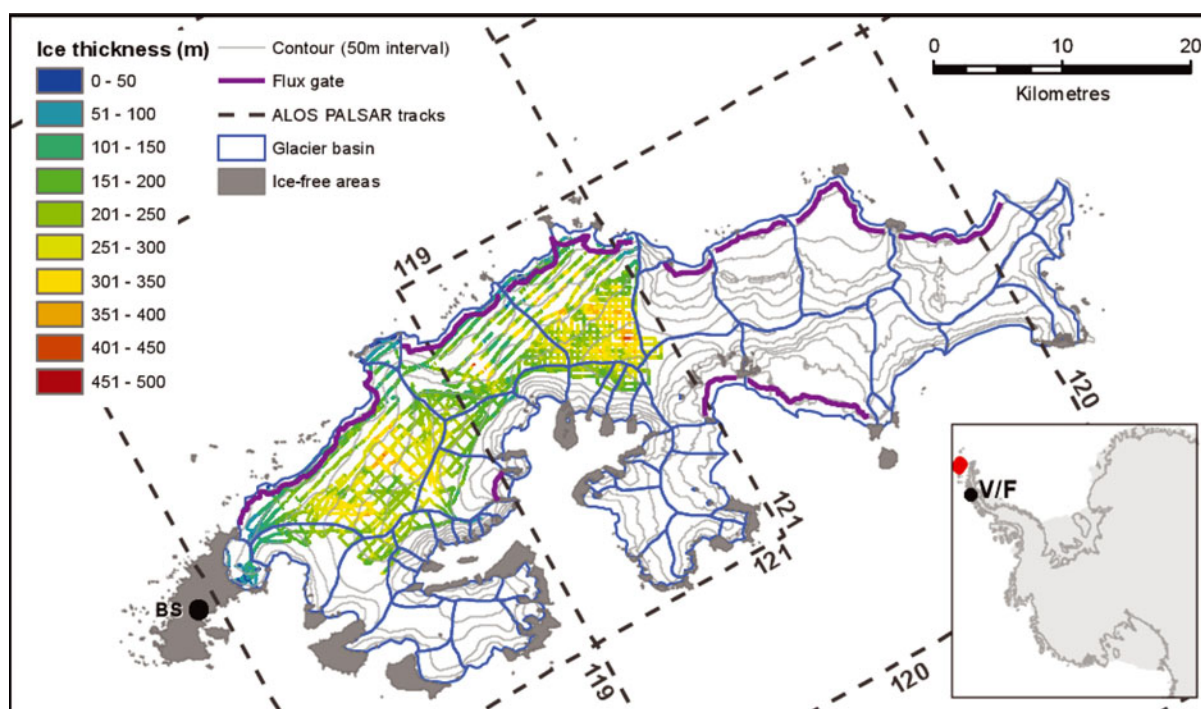 Ice thickness (m)
0 - 50
51 - 100
101 - 150
151 - 200
201 - 250
251 - 300
301 - 350
351 - 400
401 - 450
451 - 500
Contour (50m interval)
Flux gate
ALOS PALSAR tracks
Glacier basin
Ice-free areas
0 10 20
Kilometres
119
120
121
121
BS
119
120
V/F